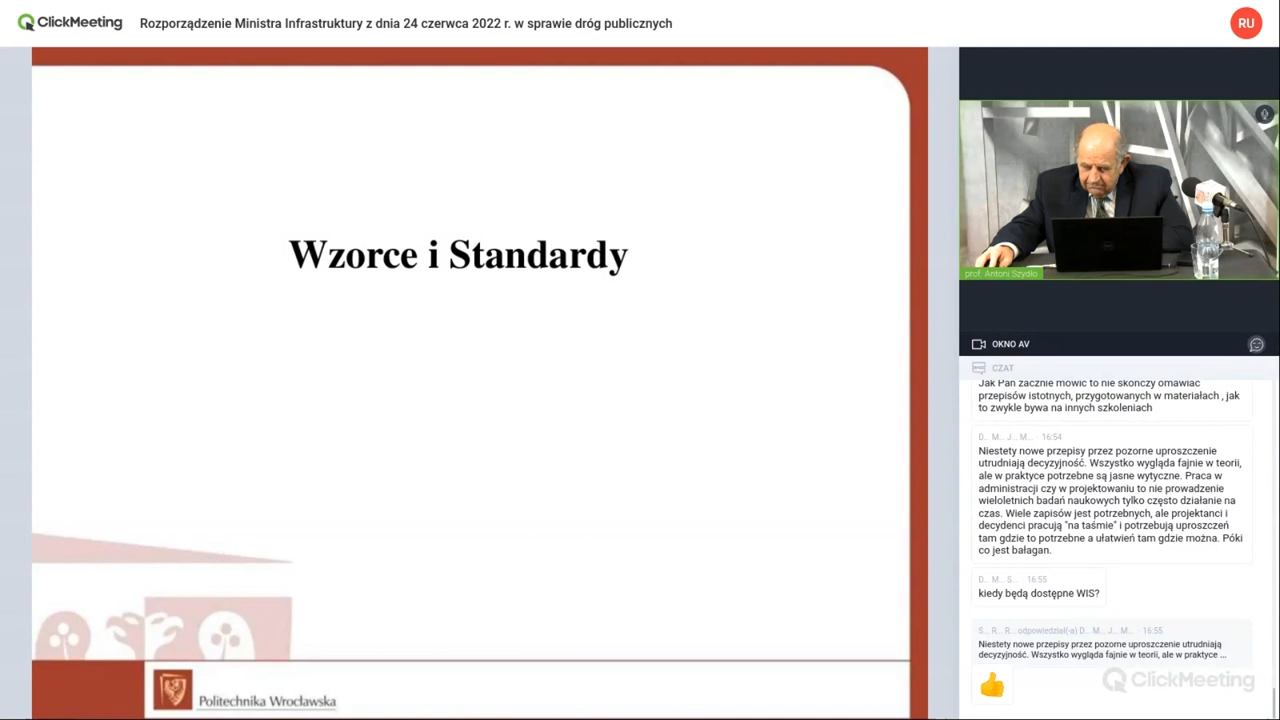 ClickMeeting
Rozporządzenie Ministra Infrastruktury z dnia 24 czerwca 2022 r. w sprawie dróg publicznych
RU
Wzorce i Standardy
Politechnika Wrocławska
prof. Antoni Szydło
OKNO AV
CZAT
Jak Pan zacznie mówić to nie skończy omawiać
przepisów istotnych, przygotowanych w materiałach , jak
to zwykle bywa na innych szkoleniach
D... M... J... M... · 16:54
Niestety nowe przepisy przez pozorne uproszczenie
utrudniają decyzyjność. Wszystko wygląda fajnie w teorii,
ale w praktyce potrzebne są jasne wytyczne. Praca w
administracji czy w projektowaniu to nie prowadzenie
wieloletnich badań naukowych tylko często działanie na
czas. Wiele zapisów jest potrzebnych, ale projektanci i
decydenci pracują "na taśmie" i potrzebują uproszczeń
tam gdzie to potrzebne a ułatwień tam gdzie można. Póki
co jest bałagan.
D... M... S... · 16:55
kiedy będą dostępne WIS?
S... R... R... odpowiedział(-a) D... M... J... M... · 16:55
Niestety nowe przepisy przez pozorne uproszczenie utrudniają
decyzyjność. Wszystko wygląda fajnie w teorii, ale w praktyce ...
ClickMeeting